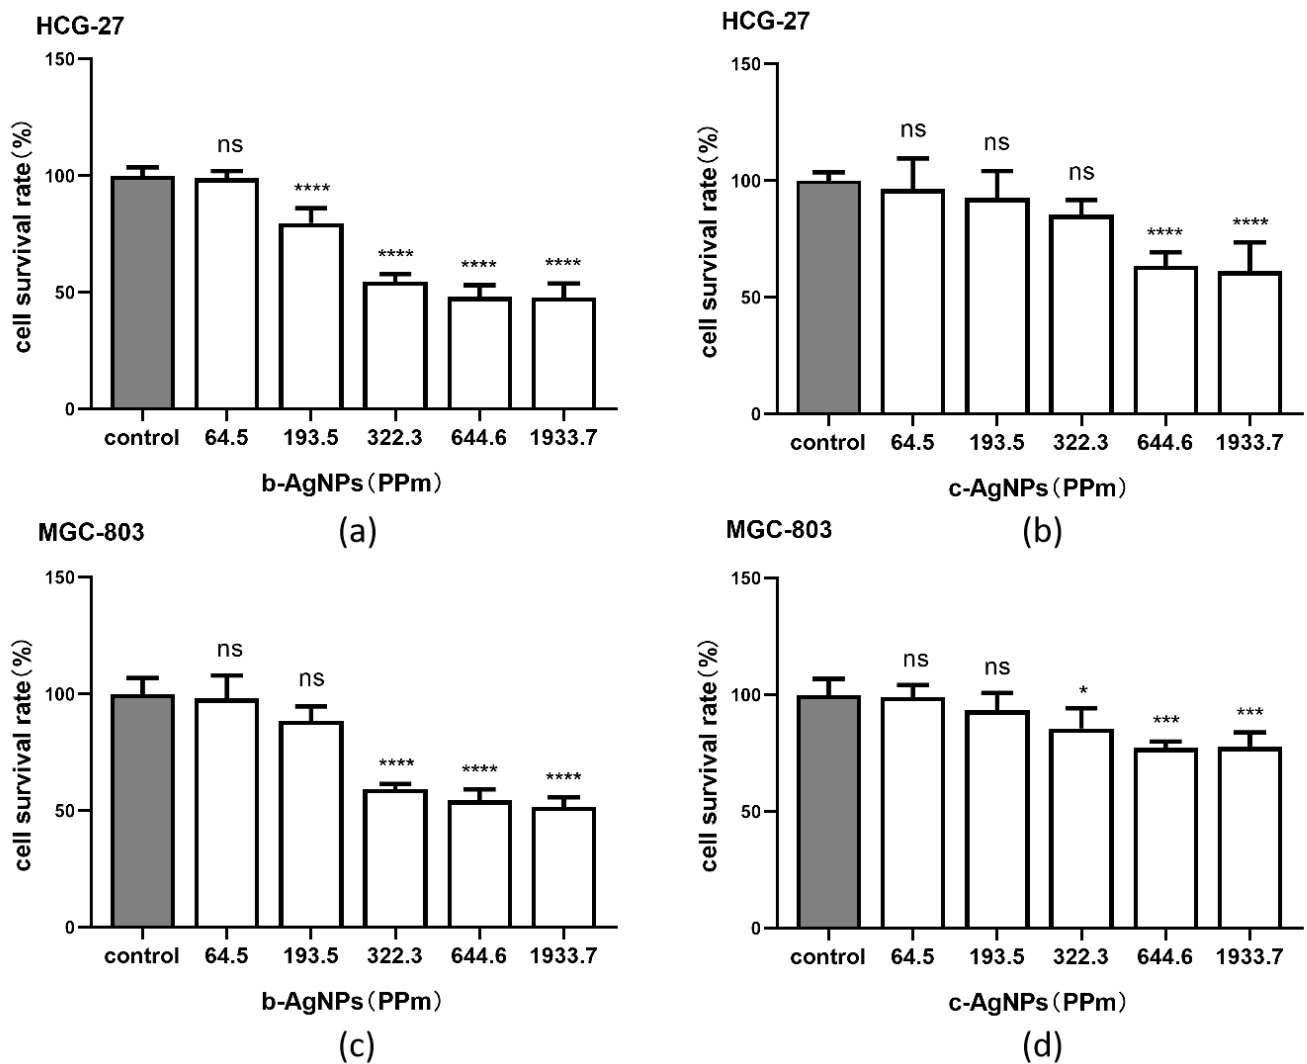 HCG-27
cell survival rate(%)
150
100
50
0
ns
****
****
****
****
control 64.5 193.5 322.3 644.6 1933.7
b-AgNPs(PPm)
(a)
HCG-27
cell survival rate(%)
150
100
50
0
ns
ns
ns
****
****
control 64.5 193.5 322.3 644.6 1933.7
c-AgNPs(PPm)
(b)
MGC-803
cell survival rate(%)
150
100
50
0
ns
ns
****
****
****
control 64.5 193.5 322.3 644.6 1933.7
b-AgNPs(PPm)
(c)
MGC-803
cell survival rate(%)
150
100
50
0
ns
ns
*
***
***
control 64.5 193.5 322.3 644.6 1933.7
c-AgNPs(PPm)
(d)